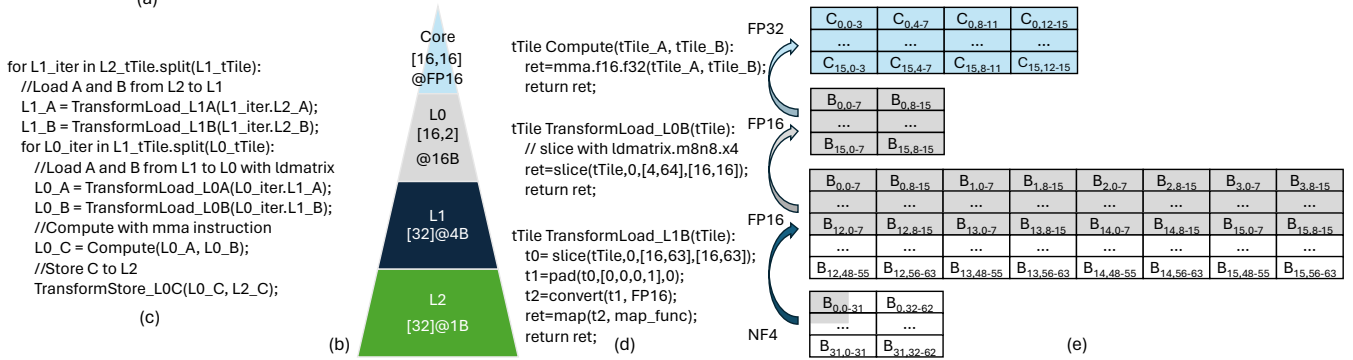 (a)
for L1_iter in L2_tTile.split(L1_tTile):
//Load A and B from L2 to L1
L1_A = TransformLoad_L1A(L1_iter.L2_A);
L1_B = TransformLoad_L1B(L1_iter.L2_B);
for L0_iter in L1_tTile.split(L0_tTile):
//Load A and B from L1 to L0 with ldmatrix
L0_A = TransformLoad_L0A(L0_iter.L1_A);
L0_B = TransformLoad_L0B(L0_iter.L1_B);
//Compute with mma instruction
L0_C = Compute(L0_A, L0_B);
//Store C to L2
TransformStore_L0C(L0_C, L2_C);
(c)
Core
[16,16]
@FP16
L0
[16,2]
@16B
L1
[32]@4B
L2
[32]@1B
(b)
tTile Compute(tTile_A, tTile_B):
ret=mma.f16.f32(tTile_A, tTile_B);
return ret;
tTile TransformLoad_L0B(tTile):
// slice with ldmatrix.m8n8.x4
ret=slice(tTile,0,[4,64],[16,16]);
return ret;
tTile TransformLoad_L1B(tTile):
t0= slice(tTile,0,[16,63],[16,63]);
t1=pad(t0,[0,0,0,1],0);
t2=convert(t1, FP16);
ret=map(t2, map_func);
return ret;
(d)
FP32
FP16
FP16
NF4
C0,0-3 C0,4-7 C0,8-11 C0,12-15
... ... ... ...
C15,0-3 C15,4-7 C15,8-11 C15,12-15
B0,0-7 B0,8-15
... ...
B15,0-7 B15,8-15
B0.0-7 B0,8-15 B1,0-7 B1,8-15 B2,0-7 B2,8-15 B3,0-7 B3,8-15
... ... ... ... ... ... ... ...
B12,0-7 B12,8-15 B13,0-7 B13,8-15 B14,0-7 B14,8-15 B15,0-7 B15,8-15
... ... ... ... ... ... ... ...
B12,48-55 B12,56-63 B13,48-55 B13,56-63 B14,48-55 B14,56-63 B15,48-55 B15,56-63
B0,0-31 B0,32-62
... ...
B31,0-31 B31,32-62
(e)